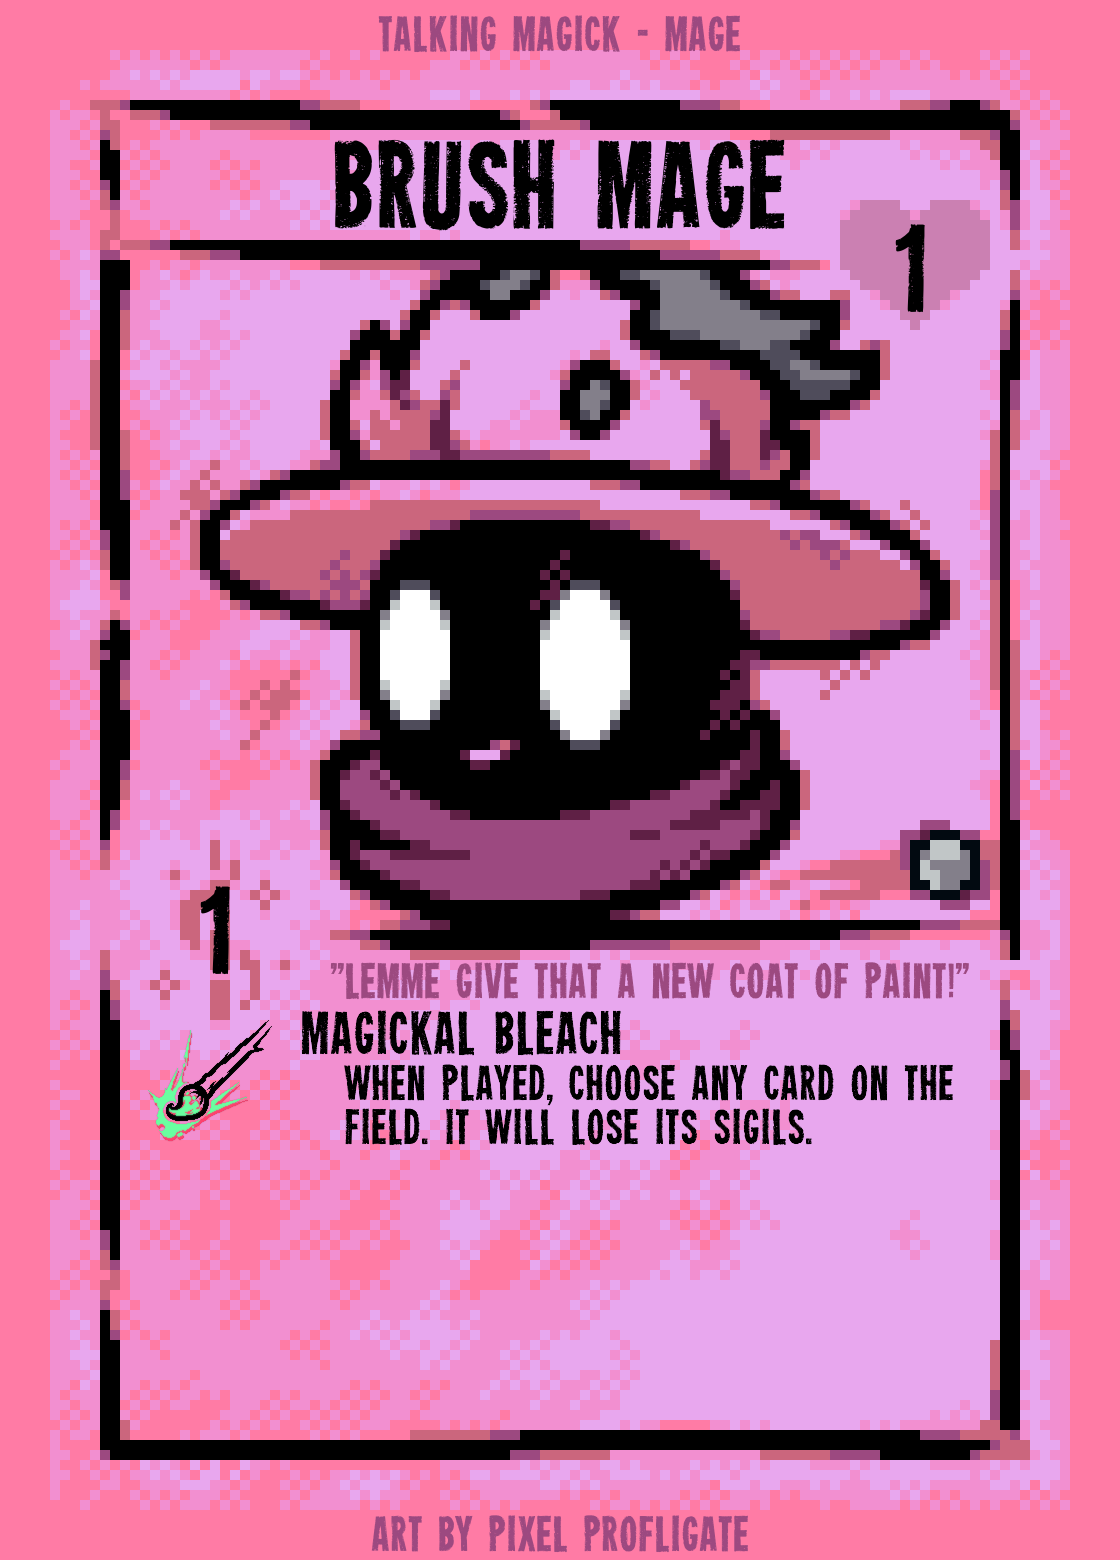 TALKING MAGICK - MAGE
BRUSH MAGE
1
1
"LEMME GIVE THAT A NEW COAT OF PAINT!"
MAGICKAL BLEACH
WHEN PLAYED, CHOOSE ANY CARD ON THE
FIELD. IT WILL LOSE ITS SIGILS.
ART BY PIXEL PROFLIGATE